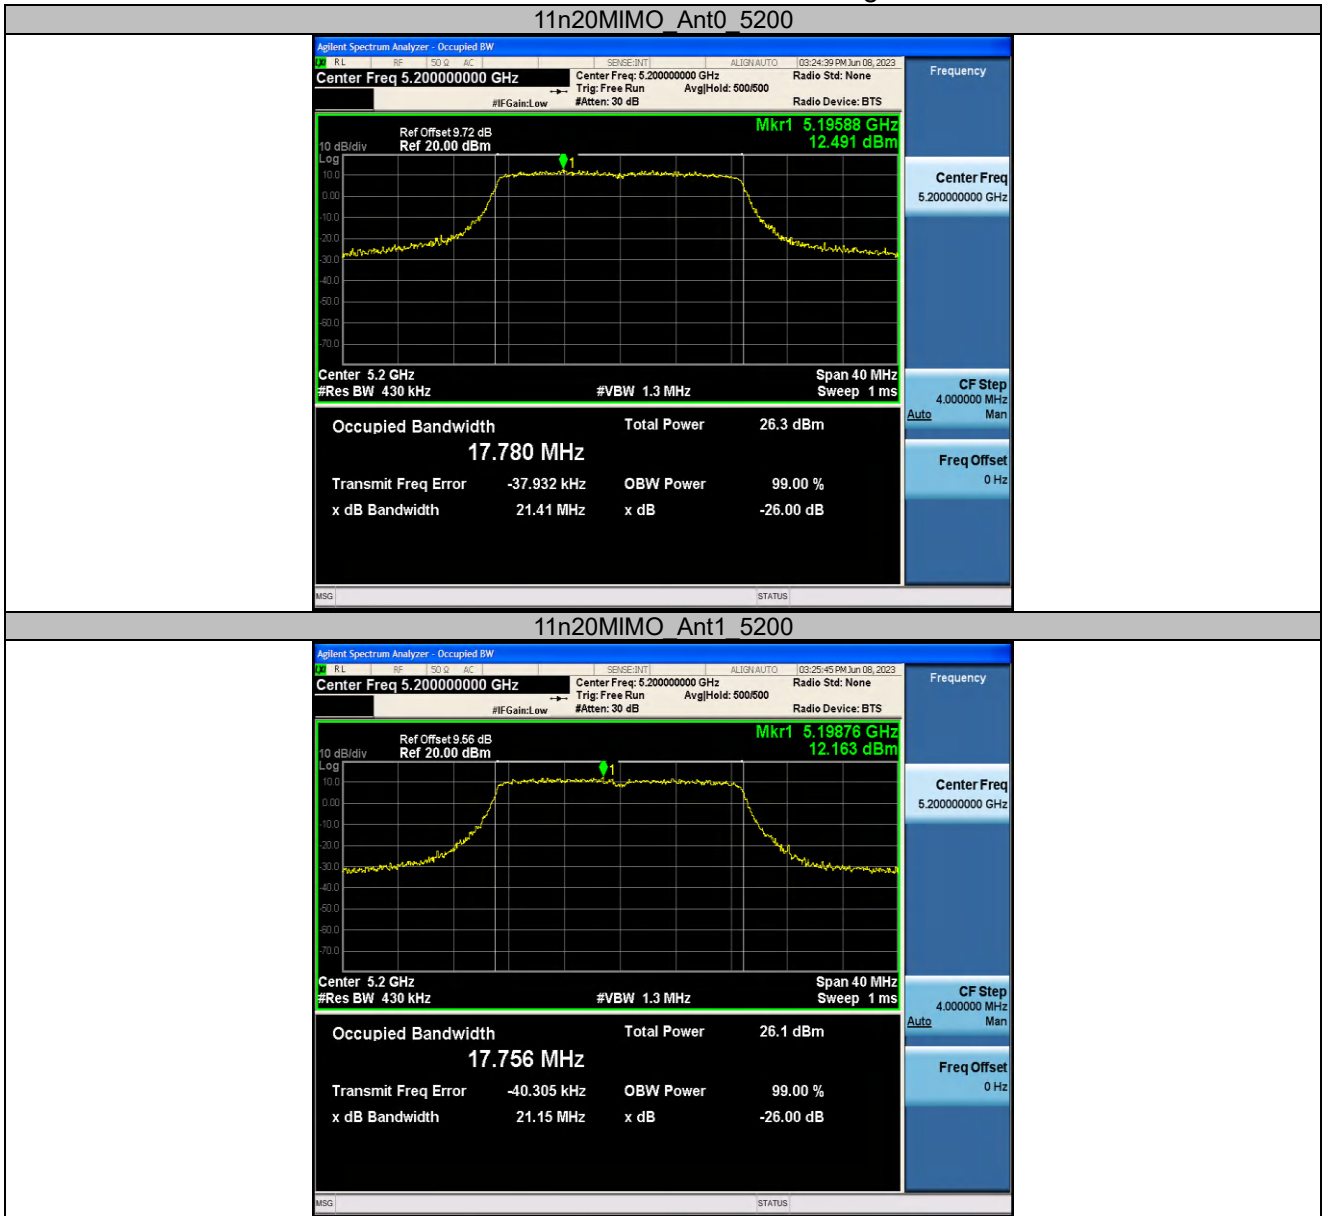 11n20MIMO_Ant0_5200
Agilent Spectrum Analyzer - Occupied BW
RL RF 50 Ω AC SENSE:INT ALIGN AUTO 03:24:39 PM Jun 08, 2023
Center Freq 5.200000000 GHz
Center Freq: 5.200000000 GHz
Radio Std: None
Trig: Free Run Avg|Hold: 500/500
#IFGain:Low #Atten: 30 dB Radio Device: BTS
Frequency
Mkr1 5.19588 GHz
12.491 dBm
Ref Offset 9.72 dB
10 dB/div Ref 20.00 dBm
Log
1
10.0
0.00
-10.0
-20.0
-30.0
-40.0
-50.0
-60.0
-70.0
Center 5.2 GHz Span 40 MHz
#Res BW 430 kHz #VBW 1.3 MHz Sweep 1 ms
Center Freq
5.200000000 GHz
CF Step
4.000000 MHz
Auto Man
Freq Offset
0 Hz
Occupied Bandwidth Total Power 26.3 dBm
17.780 MHz
Transmit Freq Error -37.932 kHz OBW Power 99.00 %
x dB Bandwidth 21.41 MHz x dB -26.00 dB
MSG STATUS
11n20MIMO_Ant1_5200
Agilent Spectrum Analyzer - Occupied BW
RL RF 50 Ω AC SENSE:INT ALIGN AUTO 03:25:45 PM Jun 08, 2023
Center Freq 5.200000000 GHz
Center Freq: 5.200000000 GHz
Radio Std: None
Trig: Free Run Avg|Hold: 500/500
#IFGain:Low #Atten: 30 dB Radio Device: BTS
Frequency
Mkr1 5.19876 GHz
12.163 dBm
Ref Offset 9.56 dB
10 dB/div Ref 20.00 dBm
Log
1
10.0
0.00
-10.0
-20.0
-30.0
-40.0
-50.0
-60.0
-70.0
Center 5.2 GHz Span 40 MHz
#Res BW 430 kHz #VBW 1.3 MHz Sweep 1 ms
Center Freq
5.200000000 GHz
CF Step
4.000000 MHz
Auto Man
Freq Offset
0 Hz
Occupied Bandwidth Total Power 26.1 dBm
17.756 MHz
Transmit Freq Error -40.305 kHz OBW Power 99.00 %
x dB Bandwidth 21.15 MHz x dB -26.00 dB
MSG STATUS